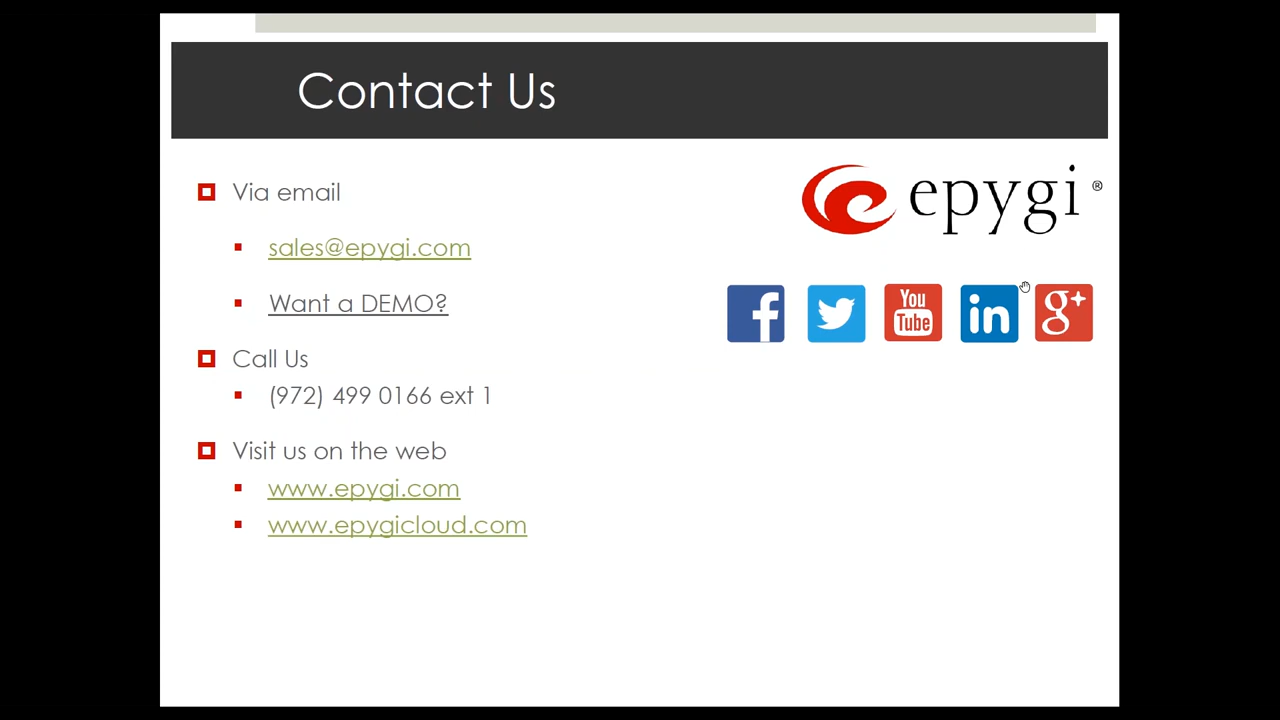 Contact Us
Via email
sales@epygi.com
Want a DEMO?
Call Us
(972) 499 0166 ext 1
Visit us on the web
www.epygi.com
www.epygicloud.com
epygi ®
f
You
Tube
in
g+